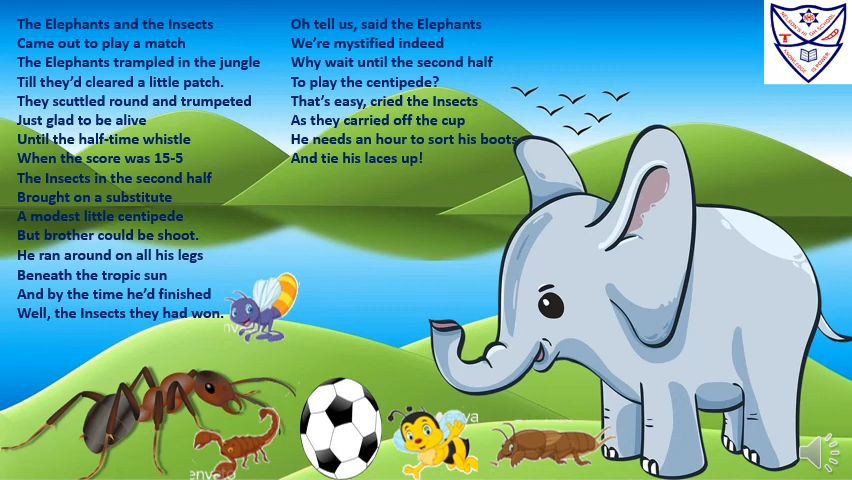 The Elephants and the Insects
Came out to play a match
The Elephants trampled in the jungle
Till they'd cleared a little patch.
They scuttled round and trumpeted
Just glad to be alive
Until the half-time whistle
When the score was 15-5
The Insects in the second half
Brought on a substitute
A modest little centipede
But brother could be shoot.
He ran around on all his legs
Beneath the tropic sun
And by the time he'd finished
Well, the Insects they had won.
Oh tell us, said the Elephants
We're mystified indeed
Why wait until the second half
To play the centipede?
That's easy, cried the Insects
As they carried off the cup
He needs an hour to sort his boots
And tie his laces up!
KNOWLEDGE IS POWER